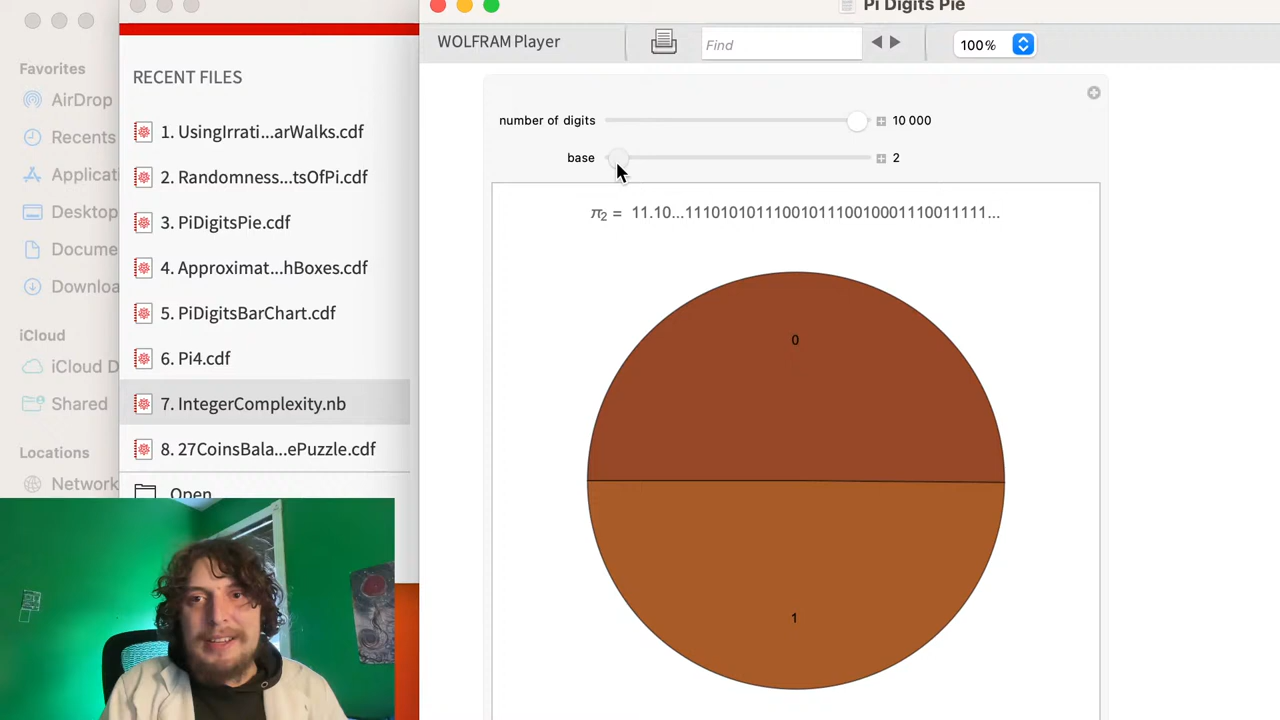 Favorites
AirDrop
Recents
Applicat
Desktop
Docume
Downloa
iCloud
iCloud D
Shared
Locations
Network
RECENT FILES
1. UsingIrrati...arWalks.cdf
2. Randomness...tsOfPi.cdf
3. PiDigitsPie.cdf
4. Approximat...hBoxes.cdf
5. PiDigitsBarChart.cdf
6. Pi4.cdf
7. IntegerComplexity.nb
8. 27CoinsBala...ePuzzle.cdf
Open
Pi Digits Pie
WOLFRAM Player
Find
100%
number of digits 10 000
base 2
π₂ = 11.10...1110101011100101110010001110011111...
0
1